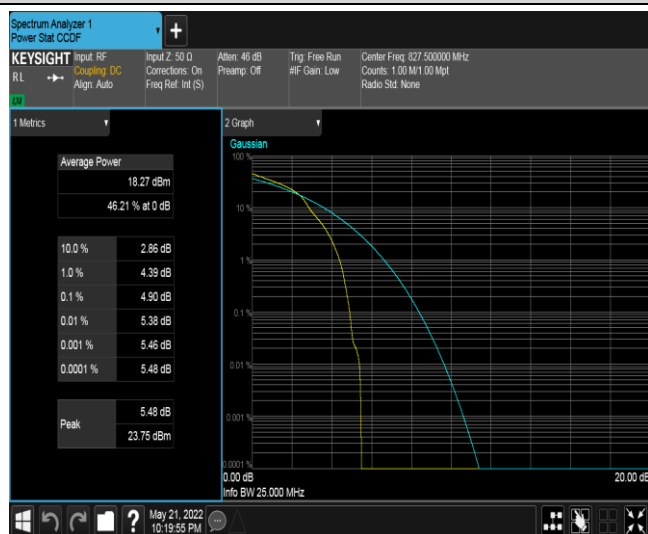 Spectrum Analyzer 1
Power Stat CCDF
KEYSIGHT
RL
LXI
Input: RF
Coupling: DC
Align: Auto
Input Z: 50 Ω
Corrections: On
Freq Ref: Int (S)
Atten: 46 dB
Preamp: Off
Trig: Free Run
#IF Gain: Low
Center Freq: 827.500000 MHz
Counts: 1.00 M/1.00 Mpt
Radio Std: None
1 Metrics
Average Power
18.27 dBm
46.21 % at 0 dB
10.0 % 2.86 dB
1.0 % 4.39 dB
0.1 % 4.90 dB
0.01 % 5.38 dB
0.001 % 5.46 dB
0.0001 % 5.48 dB
Peak
5.48 dB
23.75 dBm
2 Graph
Gaussian
100 %
10 %
1 %
0.1 %
0.01 %
0.001 %
0.0001 %
0.00 dB
20.00 dB
Info BW 25.000 MHz
?
May 21, 2022
10:19:55 PM